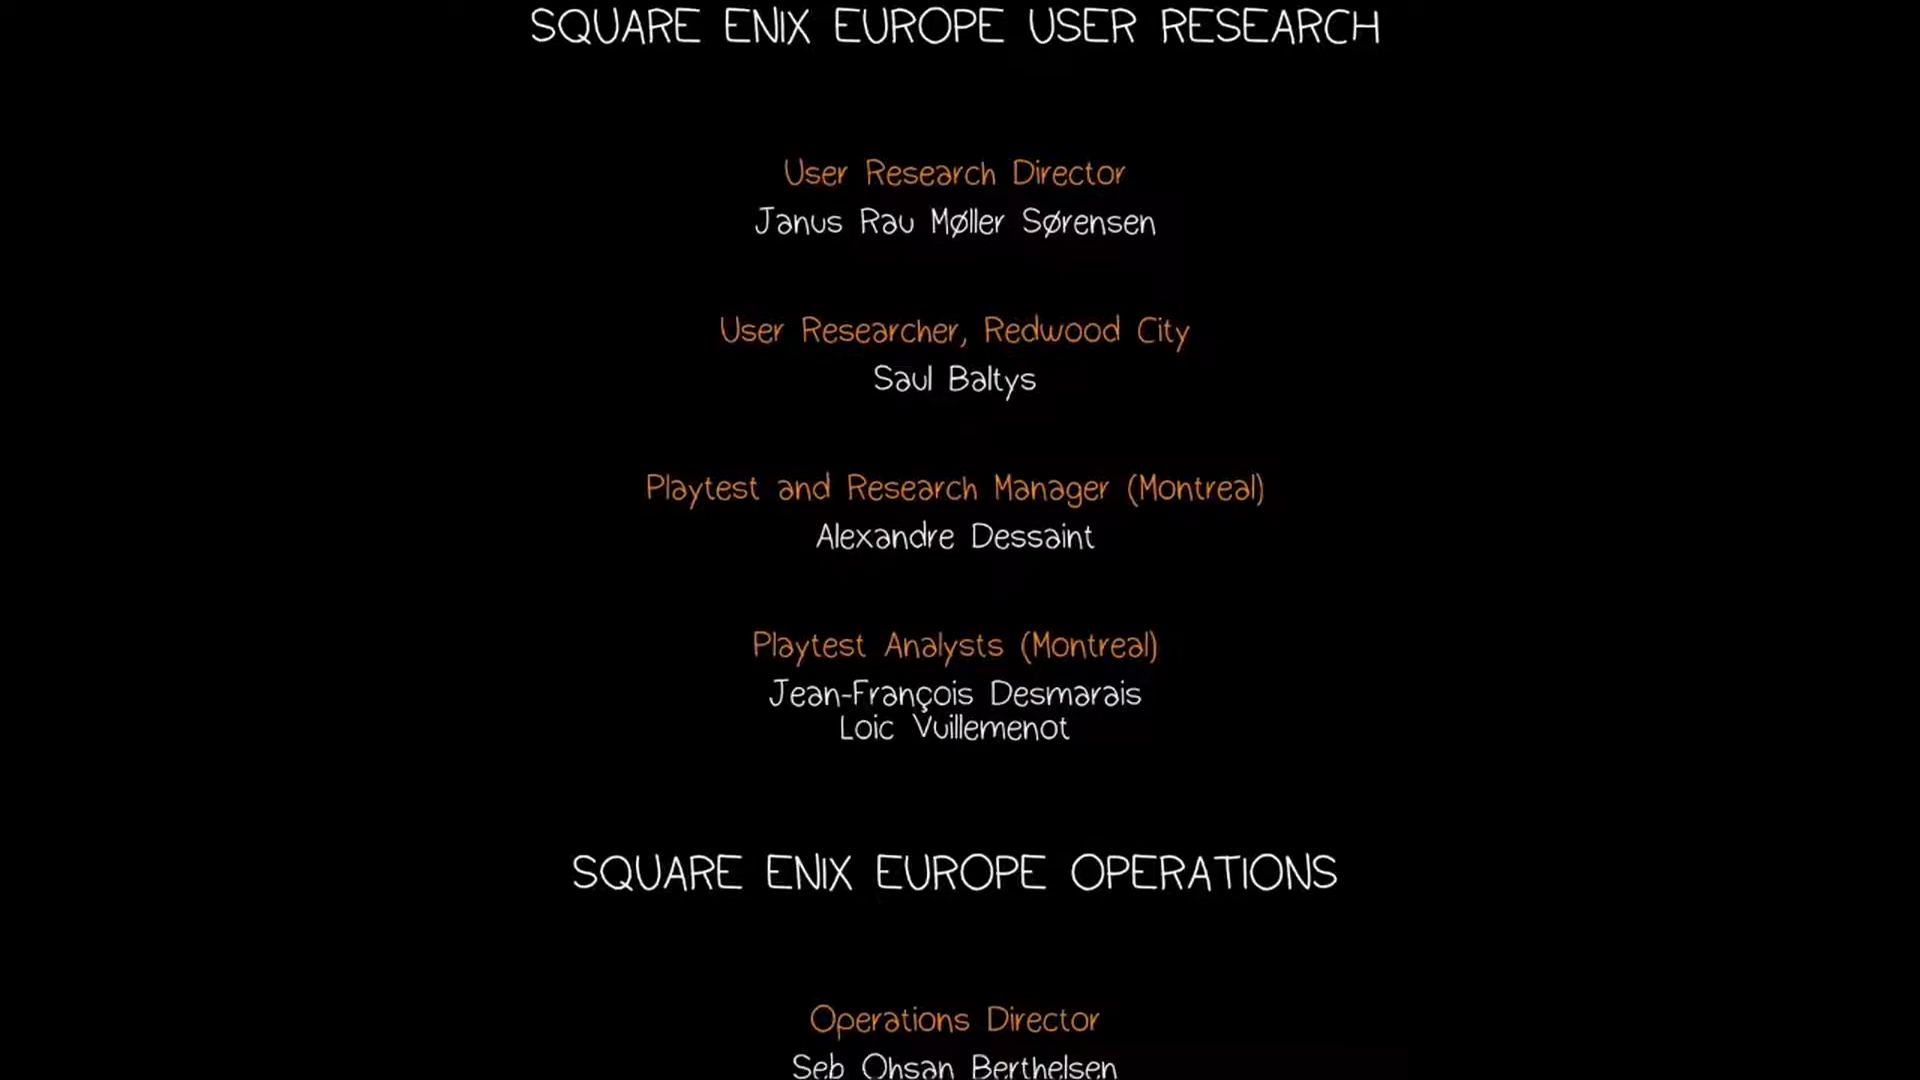 SQUARE ENIX EUROPE USER RESEARCH
User Research Director
Janus Rau Møller Sørensen
User Researcher, Redwood City
Saul Baltys
Playtest and Research Manager (Montreal)
Alexandre Dessaint
Playtest Analysts (Montreal)
Jean-François Desmarais
Loic Vuillemenot
SQUARE ENIX EUROPE OPERATIONS
Operations Director
Seb Ohsan Berthelsen